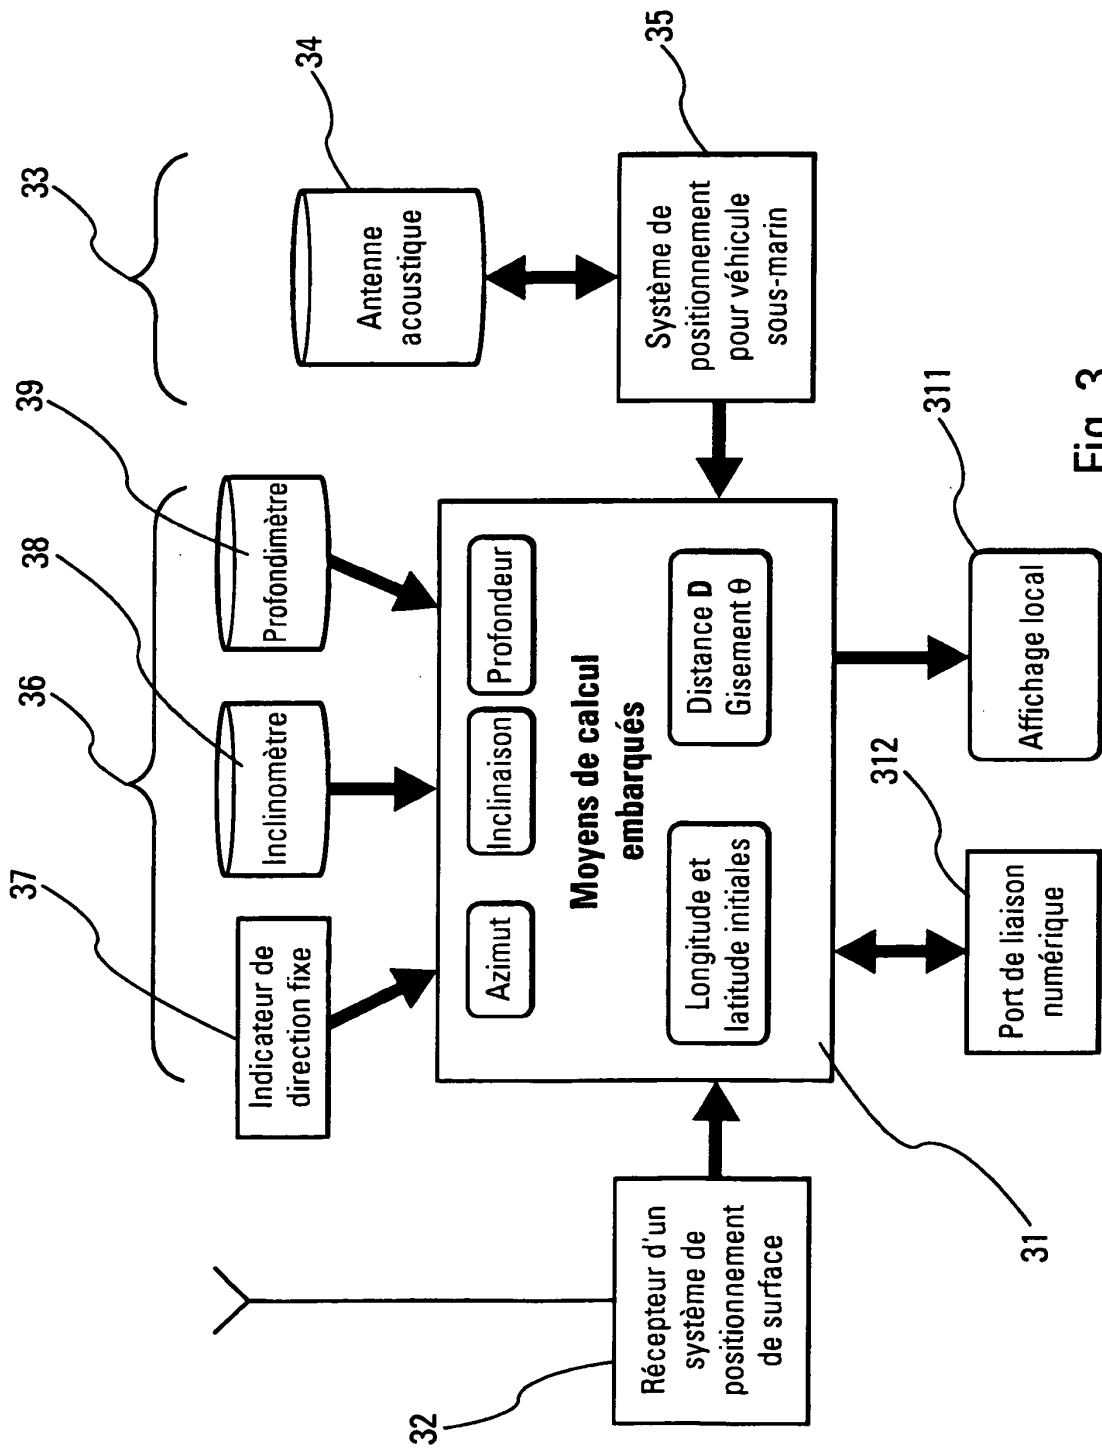 33
34
35
36
37
38
39
Indicateur de
direction fixe
Inclinomètre
Profondimètre
Antenne
acoustique
Système de
positionnement
pour véhicule
sous-marin
Azimut
Inclinaison
Profondeur
Moyens de calcul
embarqués
Longitude et
latitude initiales
Distance D
Gisement θ
Récepteur d'un
système de
positionnement
de surface
32
31
Port de liaison
numérique
312
Affichage local
311
Fig. 3